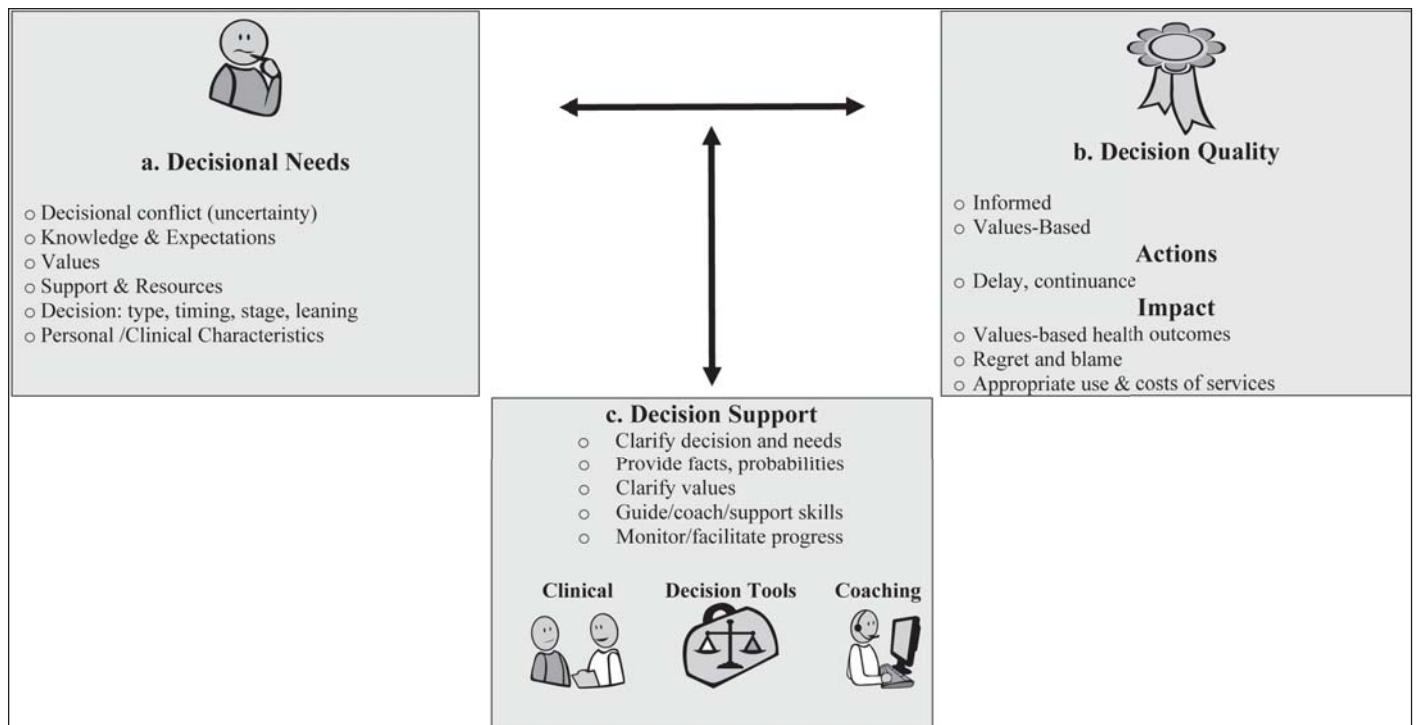 a. Decisional Needs
○ Decisional conflict (uncertainty)
○ Knowledge & Expectations
○ Values
○ Support & Resources
○ Decision: type, timing, stage, leaning
○ Personal /Clinical Characteristics
b. Decision Quality
○ Informed
○ Values-Based
Actions
○ Delay, continuance
Impact
○ Values-based health outcomes
○ Regret and blame
○ Appropriate use & costs of services
c. Decision Support
○ Clarify decision and needs
○ Provide facts, probabilities
○ Clarify values
○ Guide/coach/support skills
○ Monitor/facilitate progress
Clinical Decision Tools Coaching